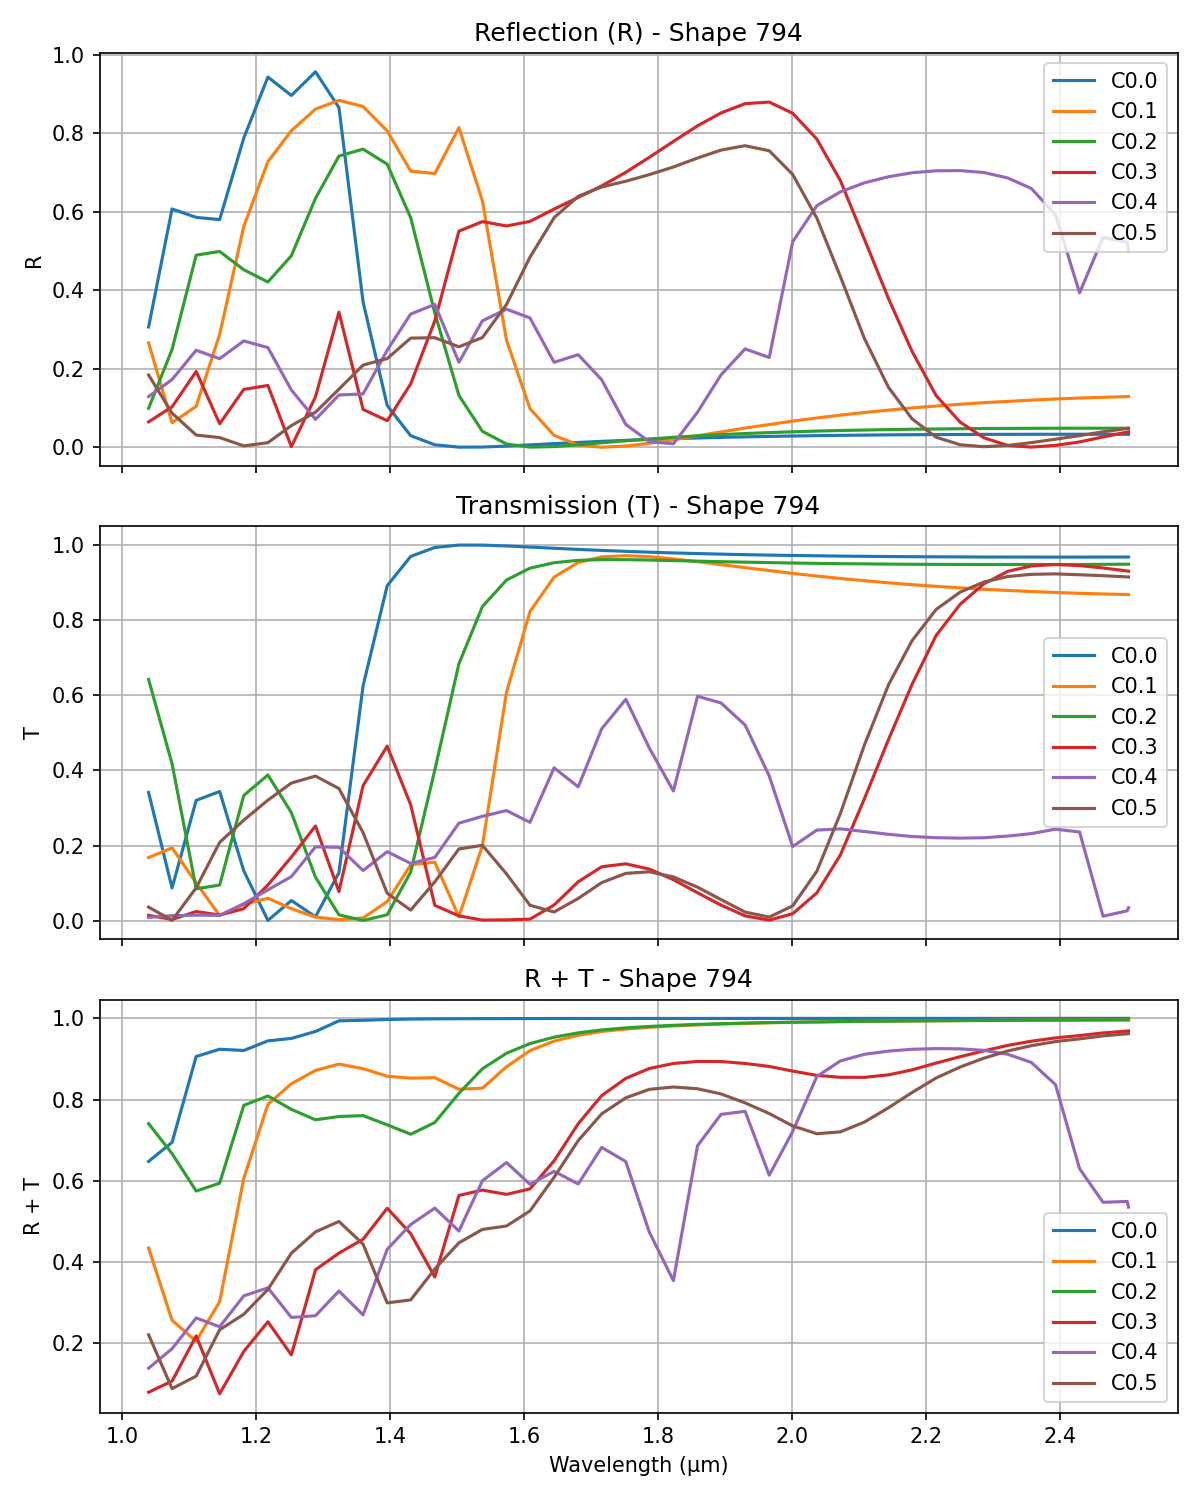 Reflection (R) - Shape 794
1.0
0.8
0.6
0.4
0.2
0.0
R
C0.0
C0.1
C0.2
C0.3
C0.4
C0.5
Transmission (T) - Shape 794
1.0
0.8
0.6
0.4
0.2
0.0
T
C0.0
C0.1
C0.2
C0.3
C0.4
C0.5
R + T - Shape 794
1.0
0.8
0.6
0.4
0.2
R + T
C0.0
C0.1
C0.2
C0.3
C0.4
C0.5
1.0 1.2 1.4 1.6 1.8 2.0 2.2 2.4
Wavelength (μm)